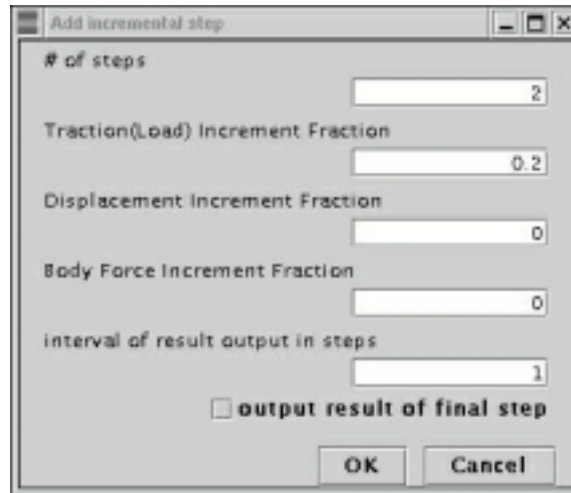 Add incremental step
# of steps
2
Traction(Load) Increment Fraction
0.2
Displacement Increment Fraction
0
Body Force Increment Fraction
0
interval of result output in steps
1
output result of final step
OK Cancel